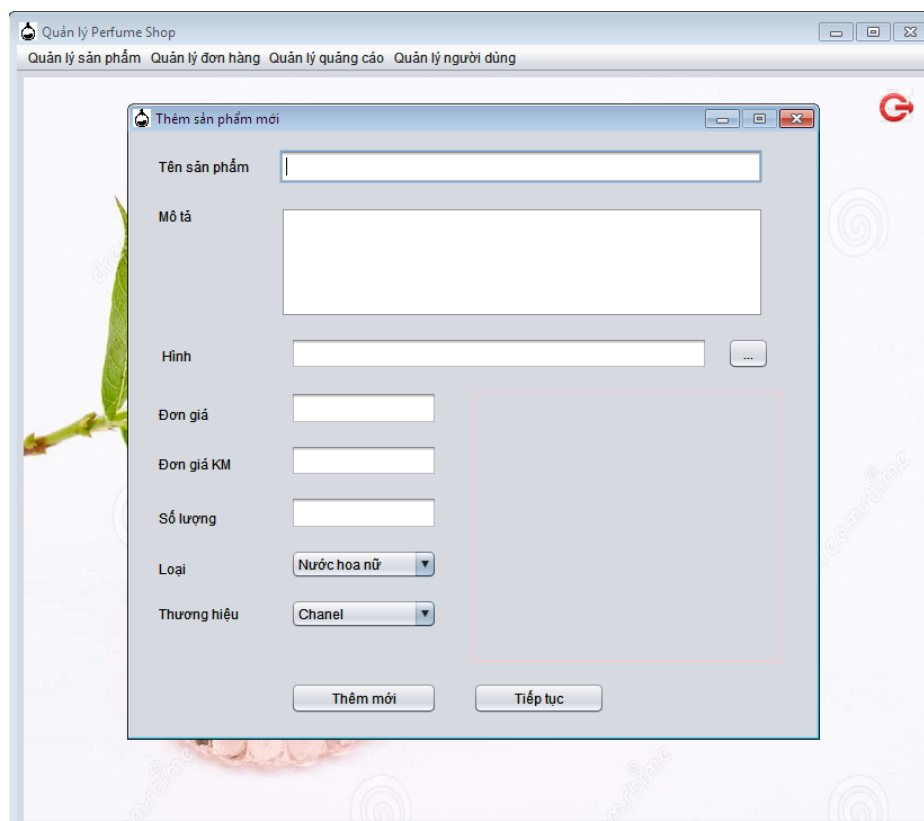 Quản lý Perfume Shop
Quản lý sản phẩm Quản lý đơn hàng Quản lý quảng cáo Quản lý người dùng
Thêm sản phẩm mới
Tên sản phẩm
Mô tả
Hình
...
Đơn giá
Đơn giá KM
Số lượng
Loại
Nước hoa nữ
Thương hiệu
Chanel
Thêm mới
Tiếp tục
dreamstime